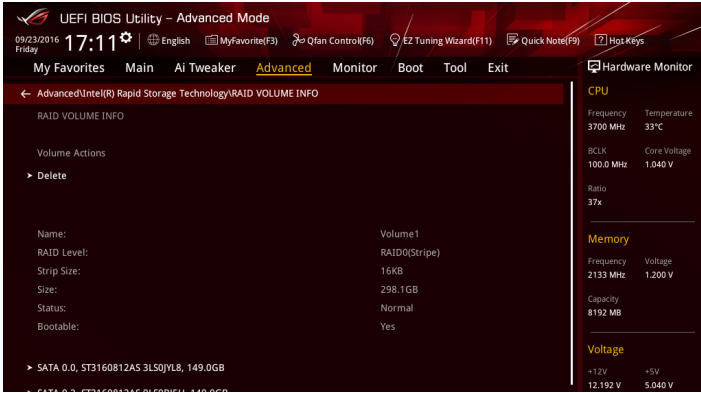 UEFI BIOS Utility – Advanced Mode
09/23/2016 Friday 17:11 English MyFavorite(F3) Qfan Control(F6) EZ Tuning Wizard(F11) Quick Note(F9) ? Hot Keys
My Favorites Main Ai Tweaker Advanced Monitor Boot Tool Exit
Hardware Monitor
← Advanced\Intel(R) Rapid Storage Technology\RAID VOLUME INFO
RAID VOLUME INFO
Volume Actions
> Delete
Name: Volume1
RAID Level: RAID0(Stripe)
Strip Size: 16KB
Size: 298.1GB
Status: Normal
Bootable: Yes
> SATA 0.0, ST3160812AS 3LS0JYL8, 149.0GB
CPU
Frequency Temperature
3700 MHz 33°C
BCLK Core Voltage
100.0 MHz 1.040 V
Ratio
37x
Memory
Frequency Voltage
2133 MHz 1.200 V
Capacity
8192 MB
Voltage
+12V +5V
12.192 V 5.040 V